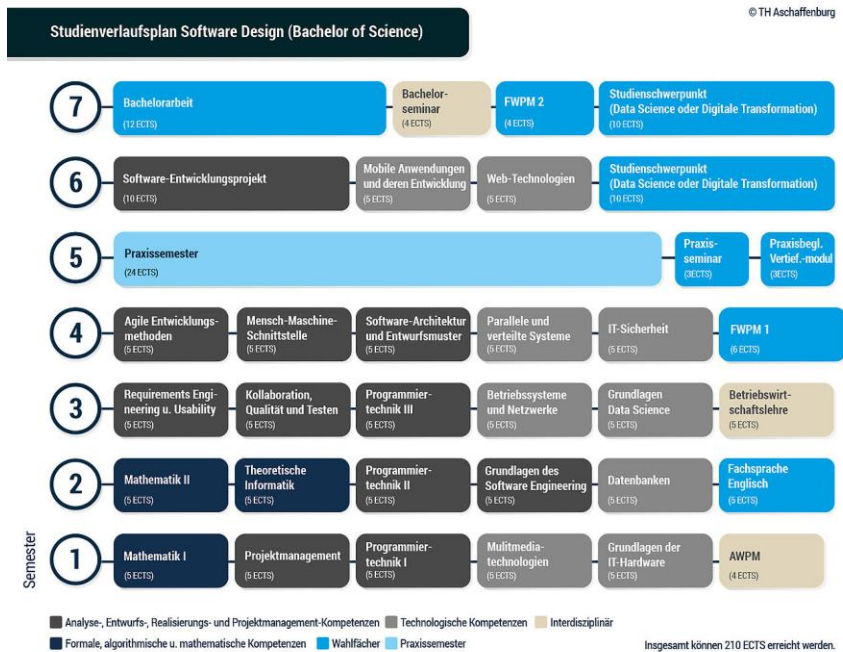 © TH Aschaffenburg
Studienverlaufsplan Software Design (Bachelor of Science)
7
Bachelorarbeit
(12 ECTS)
Bachelor-
seminar
(4 ECTS)
FWPM 2
(4 ECTS)
Studienschwerpunkt
(Data Science oder Digitale Transformation)
(10 ECTS)
6
Software-Entwicklungsprojekt
(10 ECTS)
Mobile Anwendungen
und deren Entwicklung
(5 ECTS)
Web-Technologien
(5 ECTS)
Studienschwerpunkt
(Data Science oder Digitale Transformation)
(10 ECTS)
5
Praxissemester
(24 ECTS)
Praxis-
seminar
(3ECTS)
Praxisbegl.
Vertief.-modul
(3ECTS)
4
Agile Entwicklungs-
methoden
(5 ECTS)
Mensch-Maschine-
Schnittstelle
(5 ECTS)
Software-Architektur
und Entwurfsmuster
(5 ECTS)
Parallele und
verteilte Systeme
(5 ECTS)
IT-Sicherheit
(5 ECTS)
FWPM 1
(6 ECTS)
3
Requirements Engi-
neering u. Usability
(5 ECTS)
Kollaboration,
Qualität und Testen
(5 ECTS)
Programmier-
technik III
(5 ECTS)
Betriebssysteme
und Netzwerke
(5 ECTS)
Grundlagen
Data Science
(5 ECTS)
Betriebswirt-
schaftslehre
(5 ECTS)
2
Mathematik II
(5 ECTS)
Theoretische
Informatik
(5 ECTS)
Programmier-
technik II
(5 ECTS)
Grundlagen des
Software Engineering
(5 ECTS)
Datenbanken
(5 ECTS)
Fachsprache
Englisch
(5 ECTS)
Semester
1
Mathematik I
(5 ECTS)
Projektmanagement
(5 ECTS)
Programmier-
technik I
(5 ECTS)
Mulitmedia-
technologien
(5 ECTS)
Grundlagen der
IT-Hardware
(5 ECTS)
AWPM
(4 ECTS)
Analyse-, Entwurfs-, Realisierungs- und Projektmanagement-Kompetenzen
Technologische Kompetenzen
Interdisziplinär
Formale, algorithmische u. mathematische Kompetenzen
Wahlfächer
Praxissemester
Insgesamt können 210 ECTS erreicht werden.